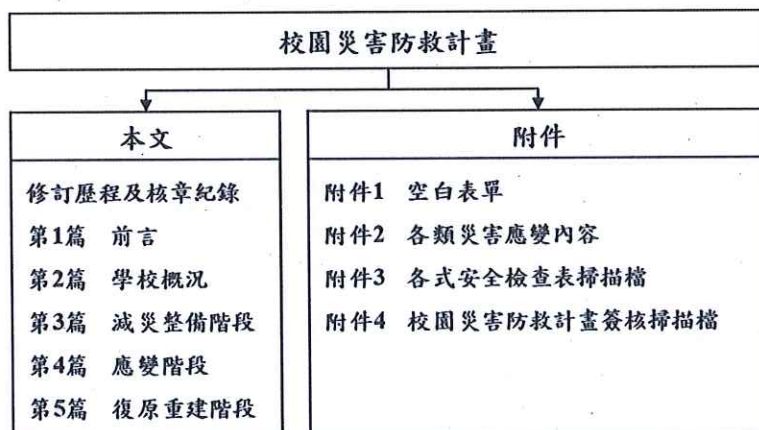 校園災害防救計畫
本文
修訂歷程及核章紀錄
第1篇 前言
第2篇 學校概況
第3篇 減災整備階段
第4篇 應變階段
第5篇 復原重建階段
附件
附件1 空白表單
附件2 各類災害應變內容
附件3 各式安全檢查表掃描檔
附件4 校園災害防救計畫簽核掃描檔